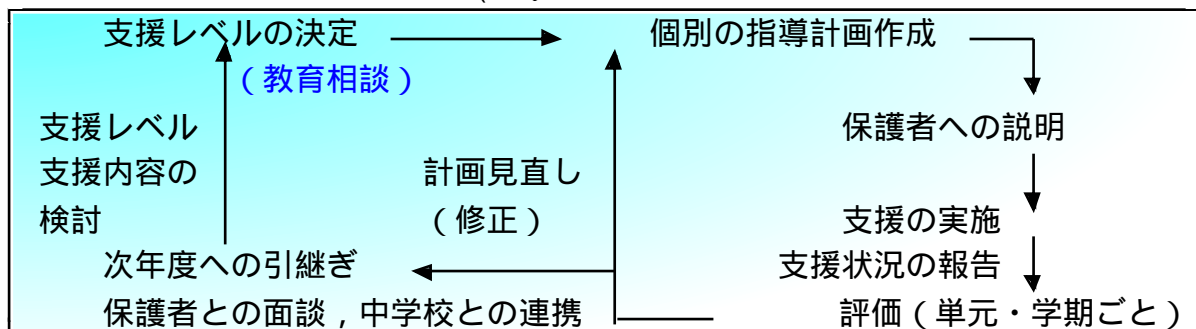 支援レベルの決定 個別の指導計画作成
（教育相談）
支援レベル 保護者への説明
支援内容の 計画見直し
検討 （修正） 支援の実施
次年度への引継ぎ 支援状況の報告
保護者との面談，中学校との連携 評価（単元・学期ごと）